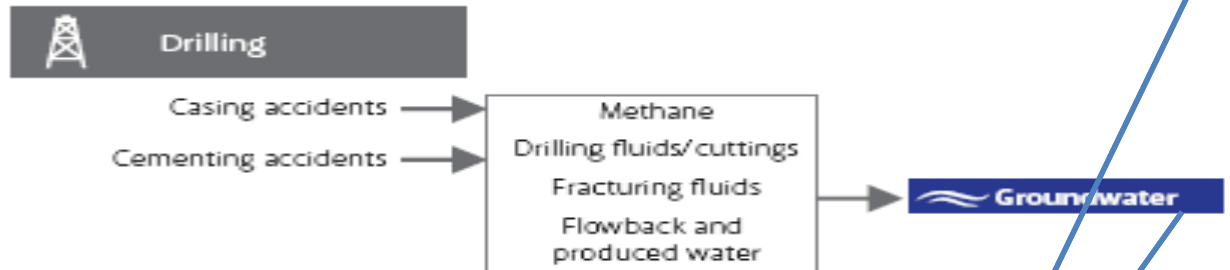 Drilling
Casing accidents
Cementing accidents
Methane
Drilling fluids/cuttings
Fracturing fluids
Flowback and
produced water
Groundwater